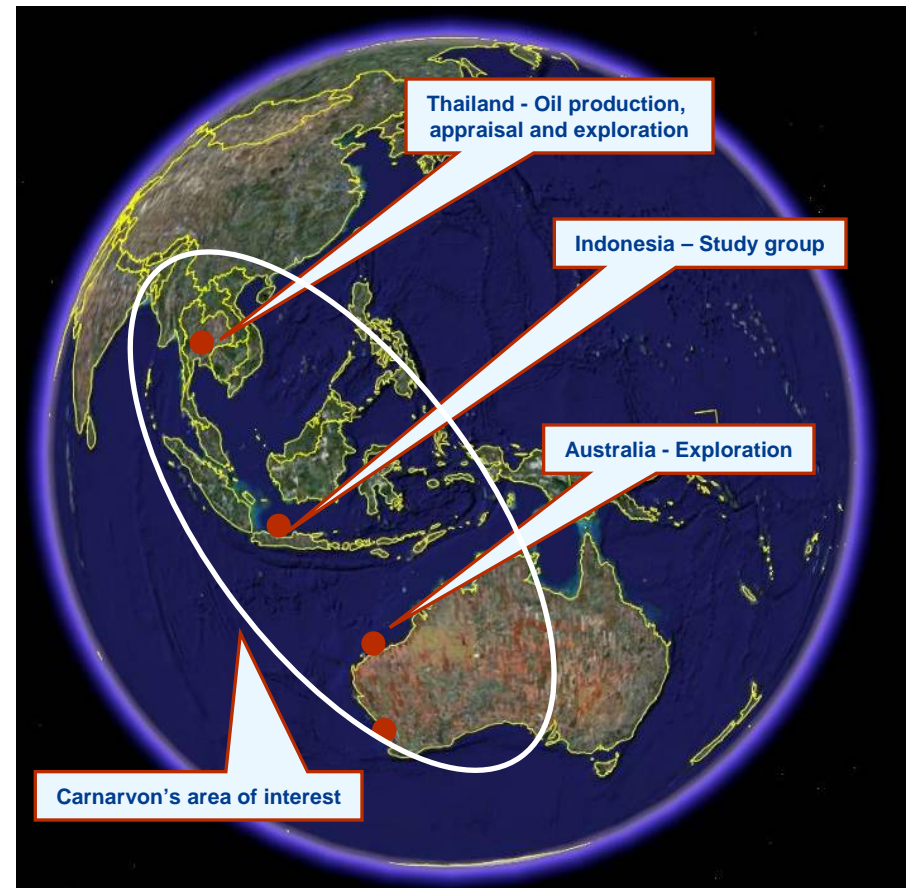 Thailand - Oil production,
appraisal and exploration
Indonesia – Study group
Australia - Exploration
Carnarvon’s area of interest